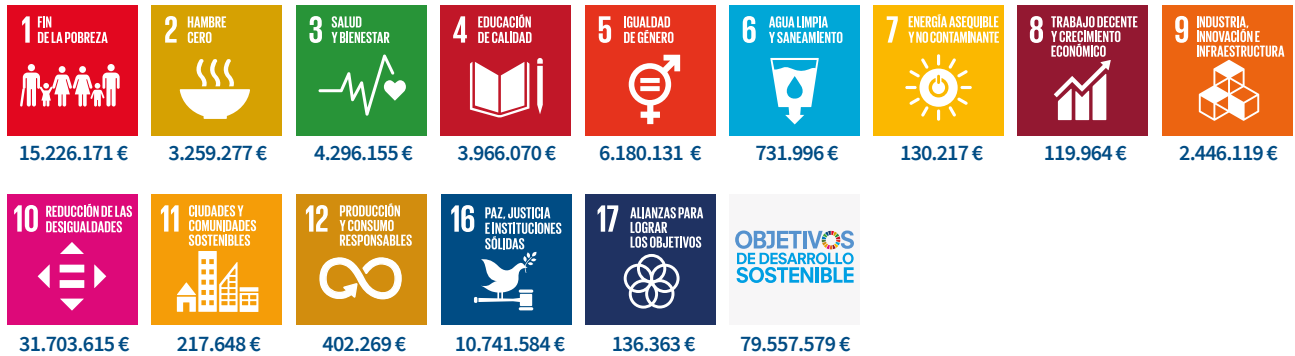 1 FIN
DE LA POBREZA
15.226.171 €
2 HAMBRE
CERO
3.259.277 €
3 SALUD
Y BIENESTAR
4.296.155 €
4 EDUCACIÓN
DE CALIDAD
3.966.070 €
5 IGUALDAD
DE GÉNERO
6.180.131 €
6 AGUA LIMPIA
Y SANEAMIENTO
731.996 €
7 ENERGÍA ASEQUIBLE
Y NO CONTAMINANTE
130.217 €
8 TRABAJO DECENTE
Y CRECIMIENTO
ECONÓMICO
119.964 €
9 INDUSTRIA,
INNOVACIÓN E
INFRAESTRUCTURA
2.446.119 €
10 REDUCCIÓN DE LAS
DESIGUALDADES
31.703.615 €
11 CIUDADES Y
COMUNIDADES
SOSTENIBLES
217.648 €
12 PRODUCCIÓN
Y CONSUMO
RESPONSABLES
402.269 €
16 PAZ, JUSTICIA
E INSTITUCIONES
SÓLIDAS
10.741.584 €
17 ALIANZAS PARA
LOGRAR
LOS OBJETIVOS
136.363 €
OBJETIVOS
DE DESARROLLO
SOSTENIBLE
79.557.579 €